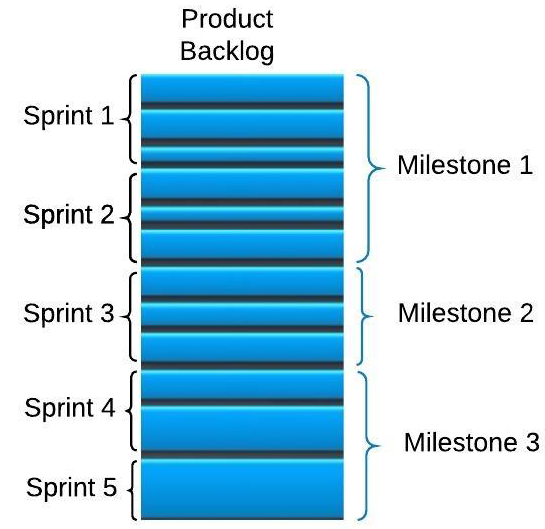 Product
Backlog
Sprint 1
Milestone 1
Sprint 2
Sprint 3
Milestone 2
Sprint 4
Milestone 3
Sprint 5